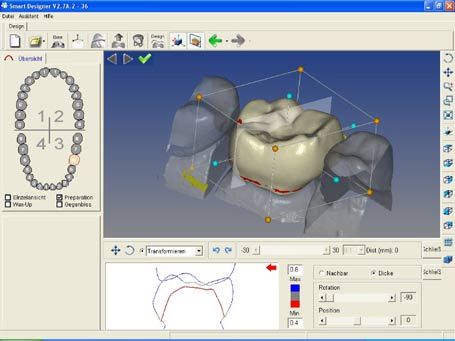 Smart Designer V2.7A.2 - 36
Datei Assistent Hilfe
Design
Base
Design
Übersicht
1 2
4 3
Einzelansicht
Preparation
Wax-Up
Gegenbiss
Transformieren
-30
30
Dist (mm): 0
Schließ
0.6
Max
Min
0.4
Nachbar
Dicke
Rotation
-90
Position
0
Schließ
Schließ